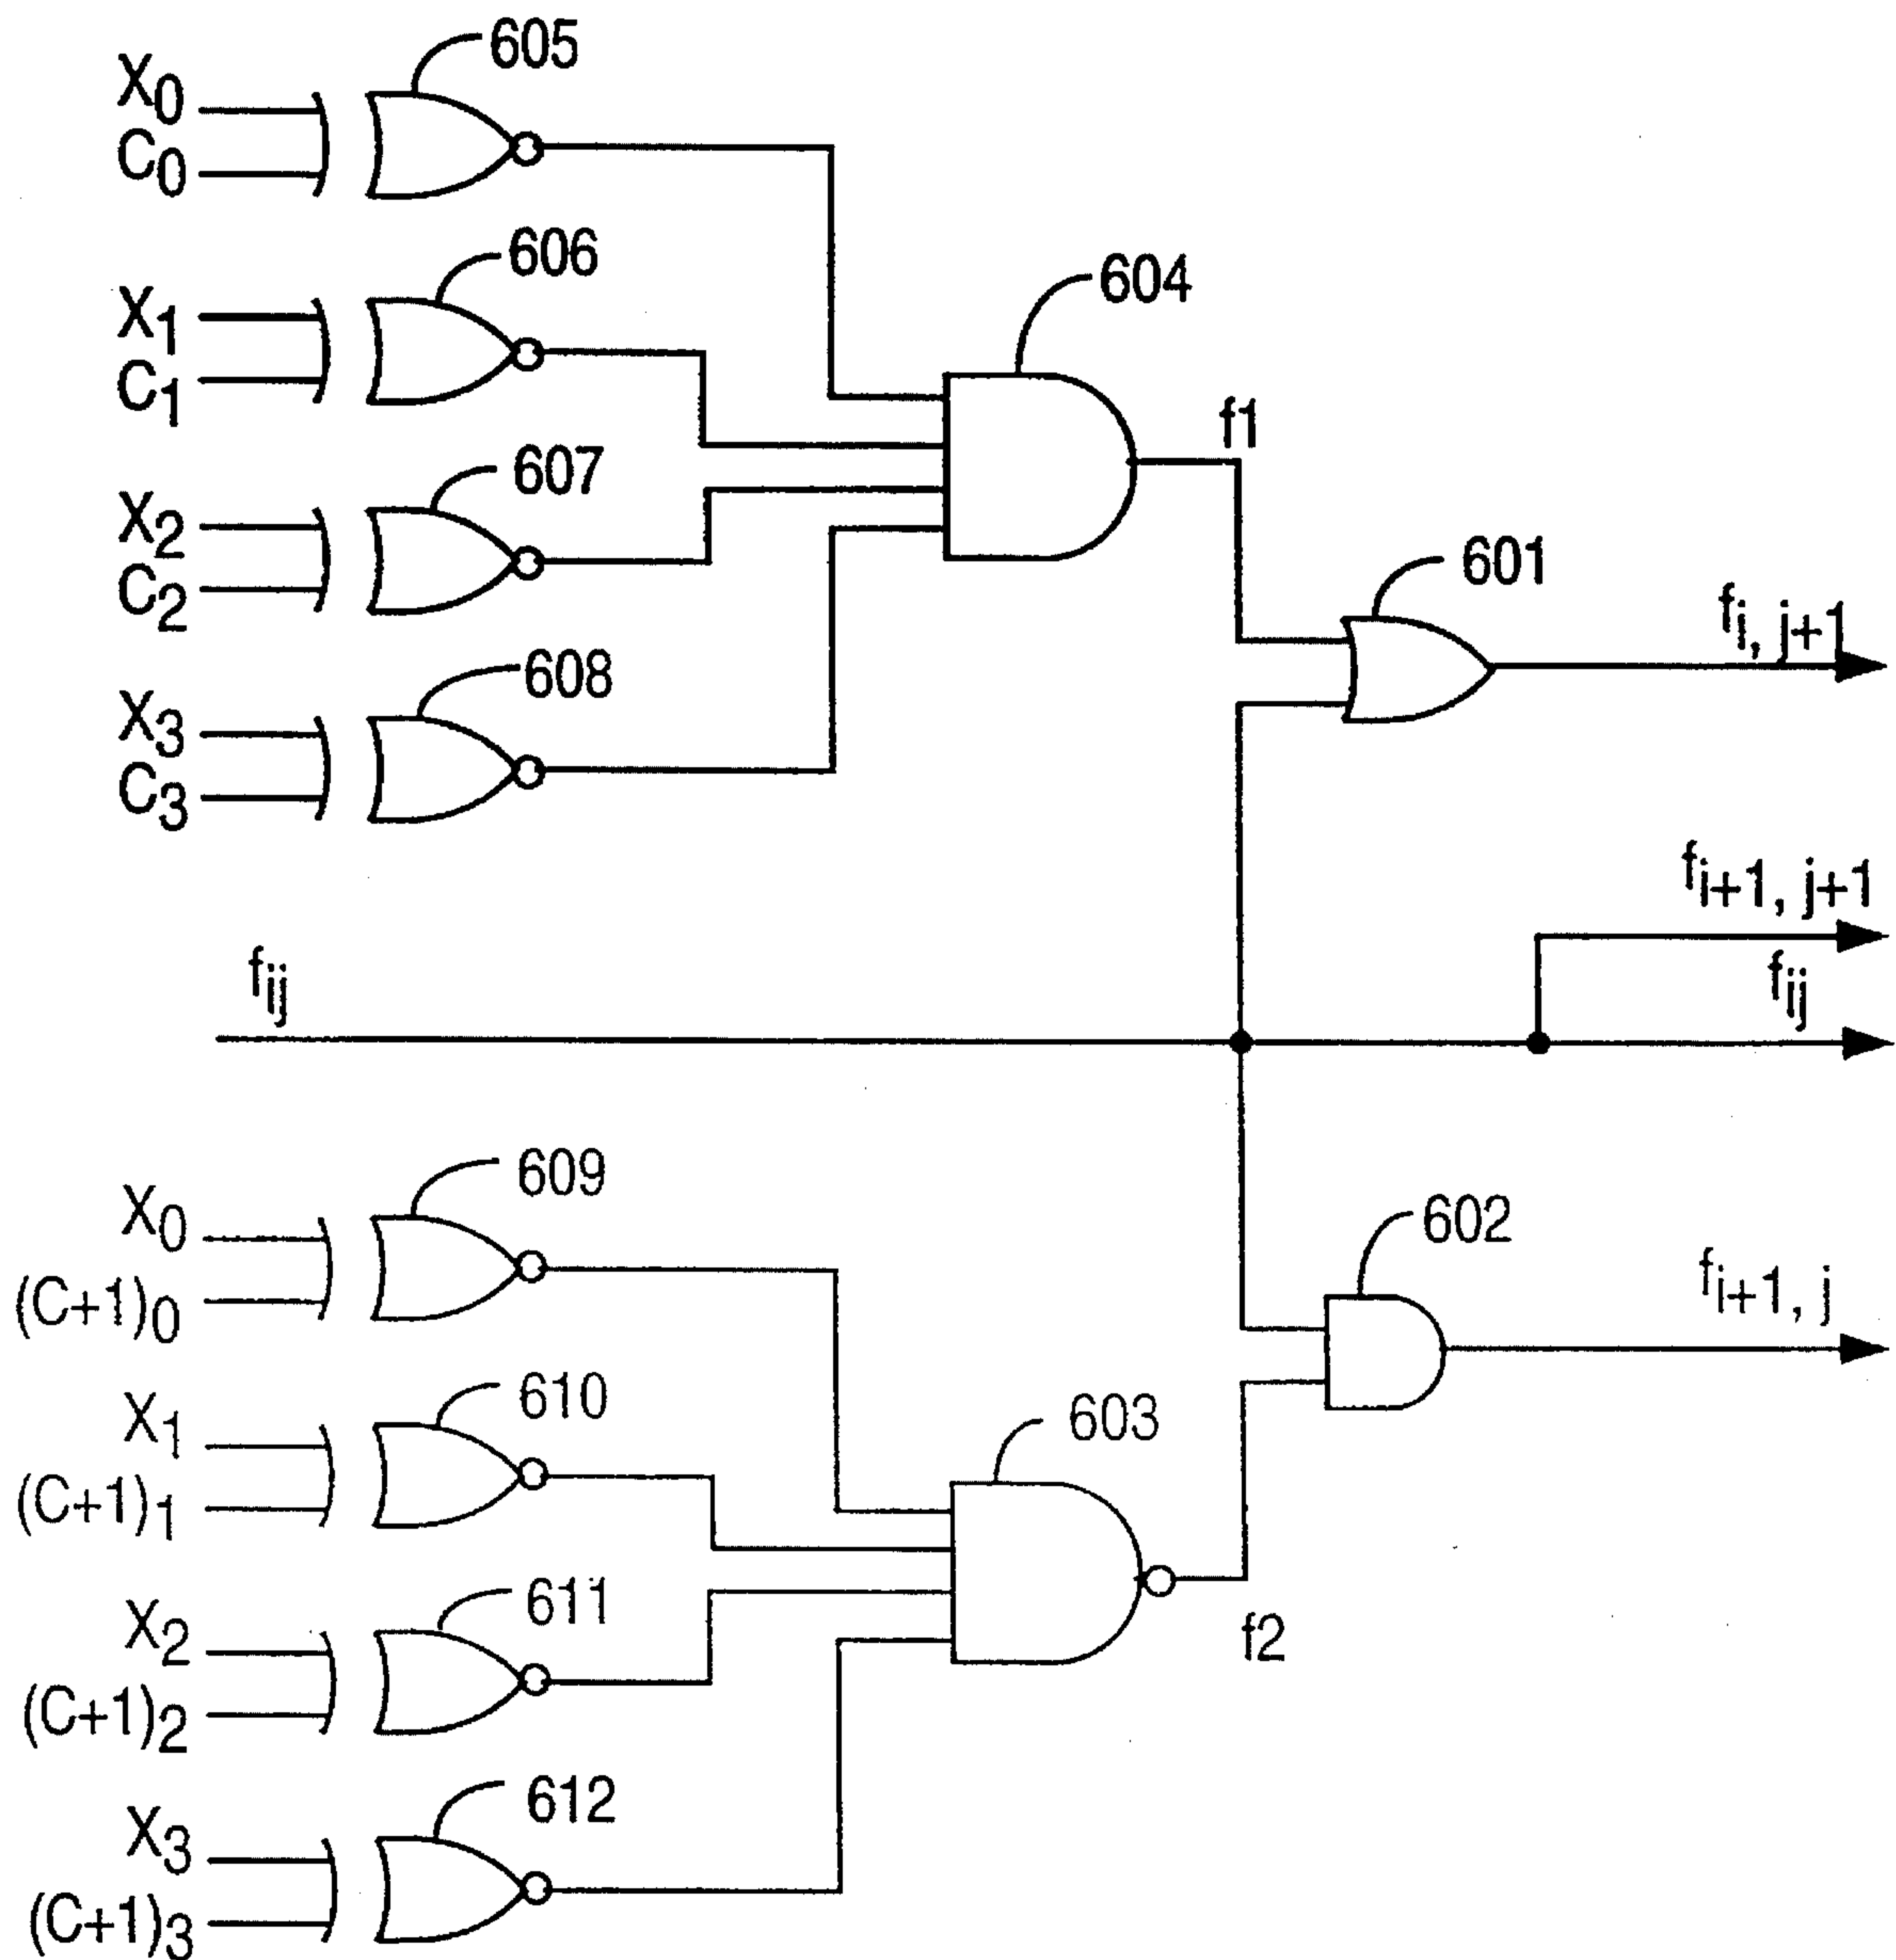 605
X0
C0
606
X1
C1
604
f1
607
X2
C2
601
fi, j+1
608
X3
C3
fi+1, j+1
fij
fij
609
X0
(C+1)0
602
fi+1, j
610
X1
(C+1)1
603
611
X2
(C+1)2
f2
612
X3
(C+1)3